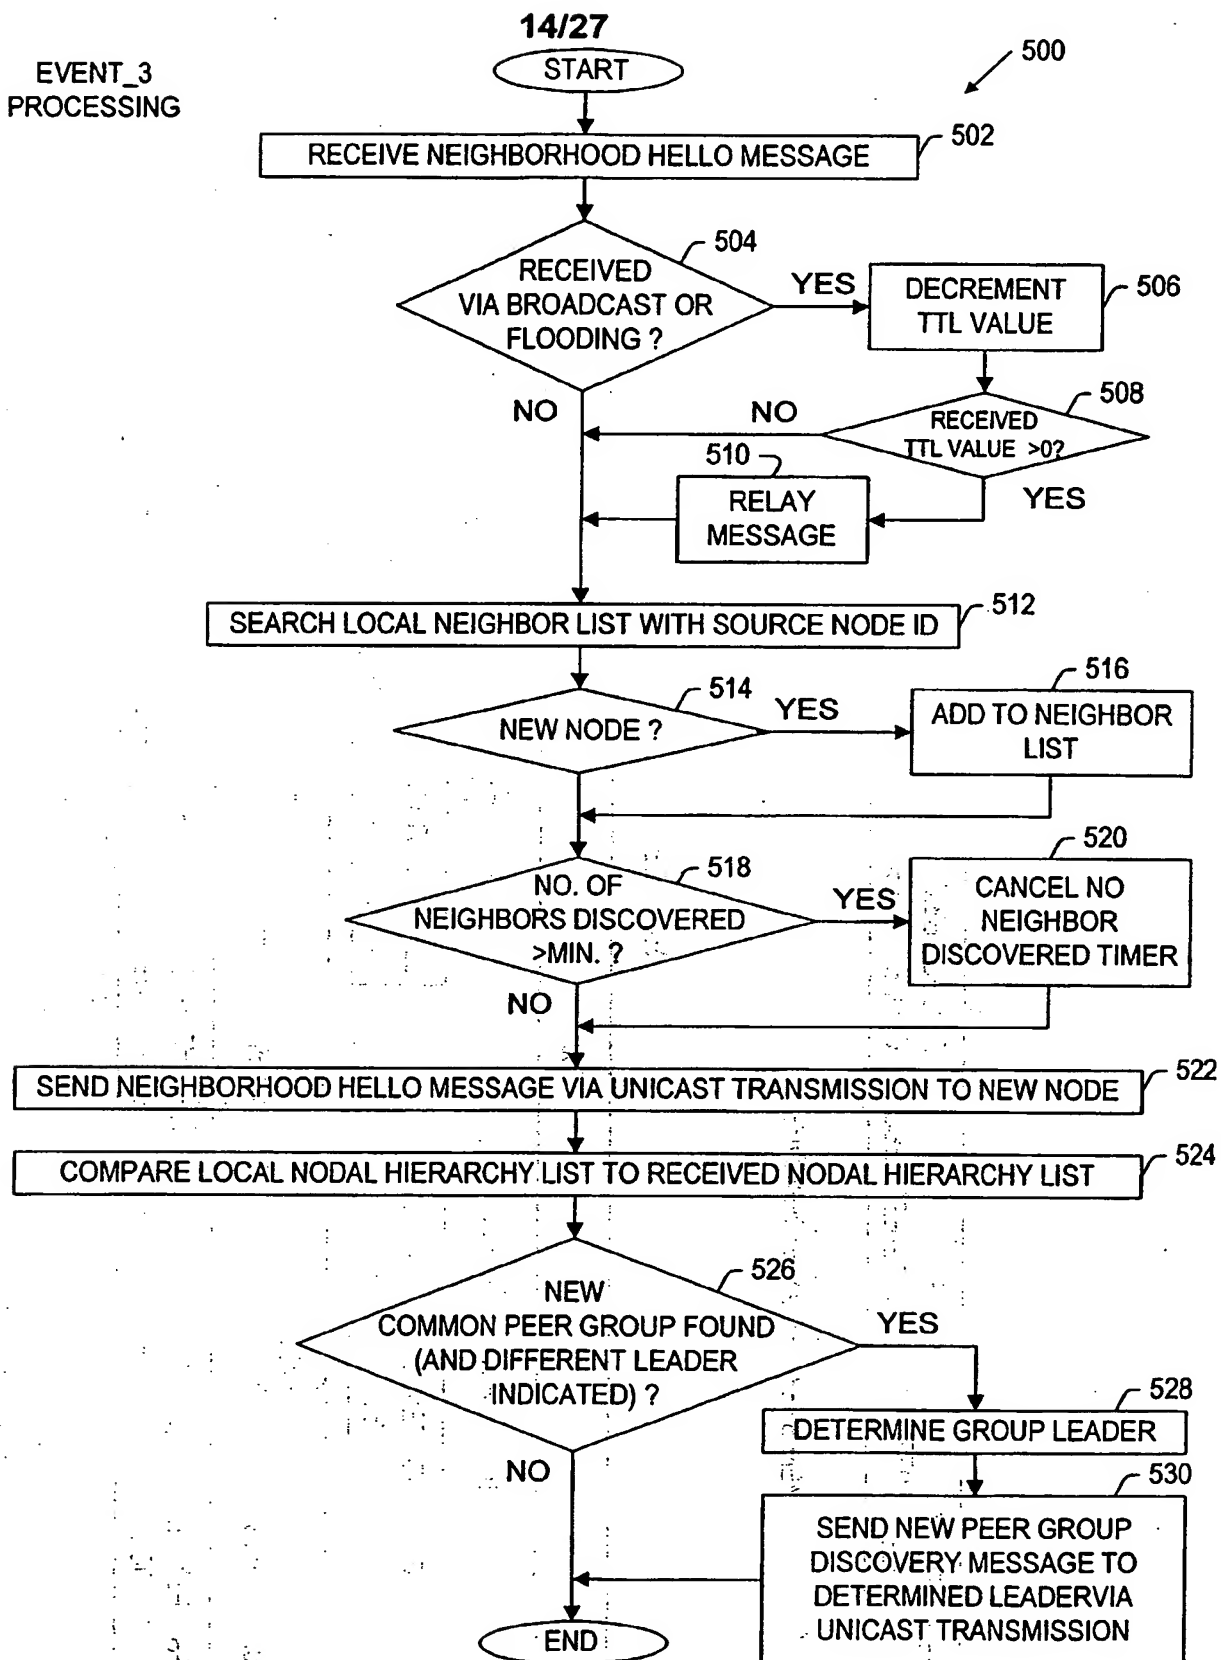 14/27
EVENT_3
PROCESSING
START
500
RECEIVE NEIGHBORHOOD HELLO MESSAGE
502
504
RECEIVED
VIA BROADCAST OR
FLOODING ?
YES
DECREMENT
TTL VALUE
506
NO
NO
508
RECEIVED
TTL VALUE >0?
510
YES
RELAY
MESSAGE
SEARCH LOCAL NEIGHBOR LIST WITH SOURCE NODE ID
512
514
NEW NODE ?
YES
516
ADD TO NEIGHBOR
LIST
518
NO. OF
NEIGHBORS DISCOVERED
>MIN. ?
YES
520
CANCEL NO
NEIGHBOR
DISCOVERED TIMER
NO
SEND NEIGHBORHOOD HELLO MESSAGE VIA UNICAST TRANSMISSION TO NEW NODE
522
COMPARE LOCAL NODAL HIERARCHY LIST TO RECEIVED NODAL HIERARCHY LIST
524
526
NEW
COMMON PEER GROUP FOUND
(AND DIFFERENT LEADER
INDICATED) ?
YES
528
DETERMINE GROUP LEADER
NO
530
SEND NEW PEER GROUP
DISCOVERY MESSAGE TO
DETERMINED LEADERVIA
UNICAST TRANSMISSION
END